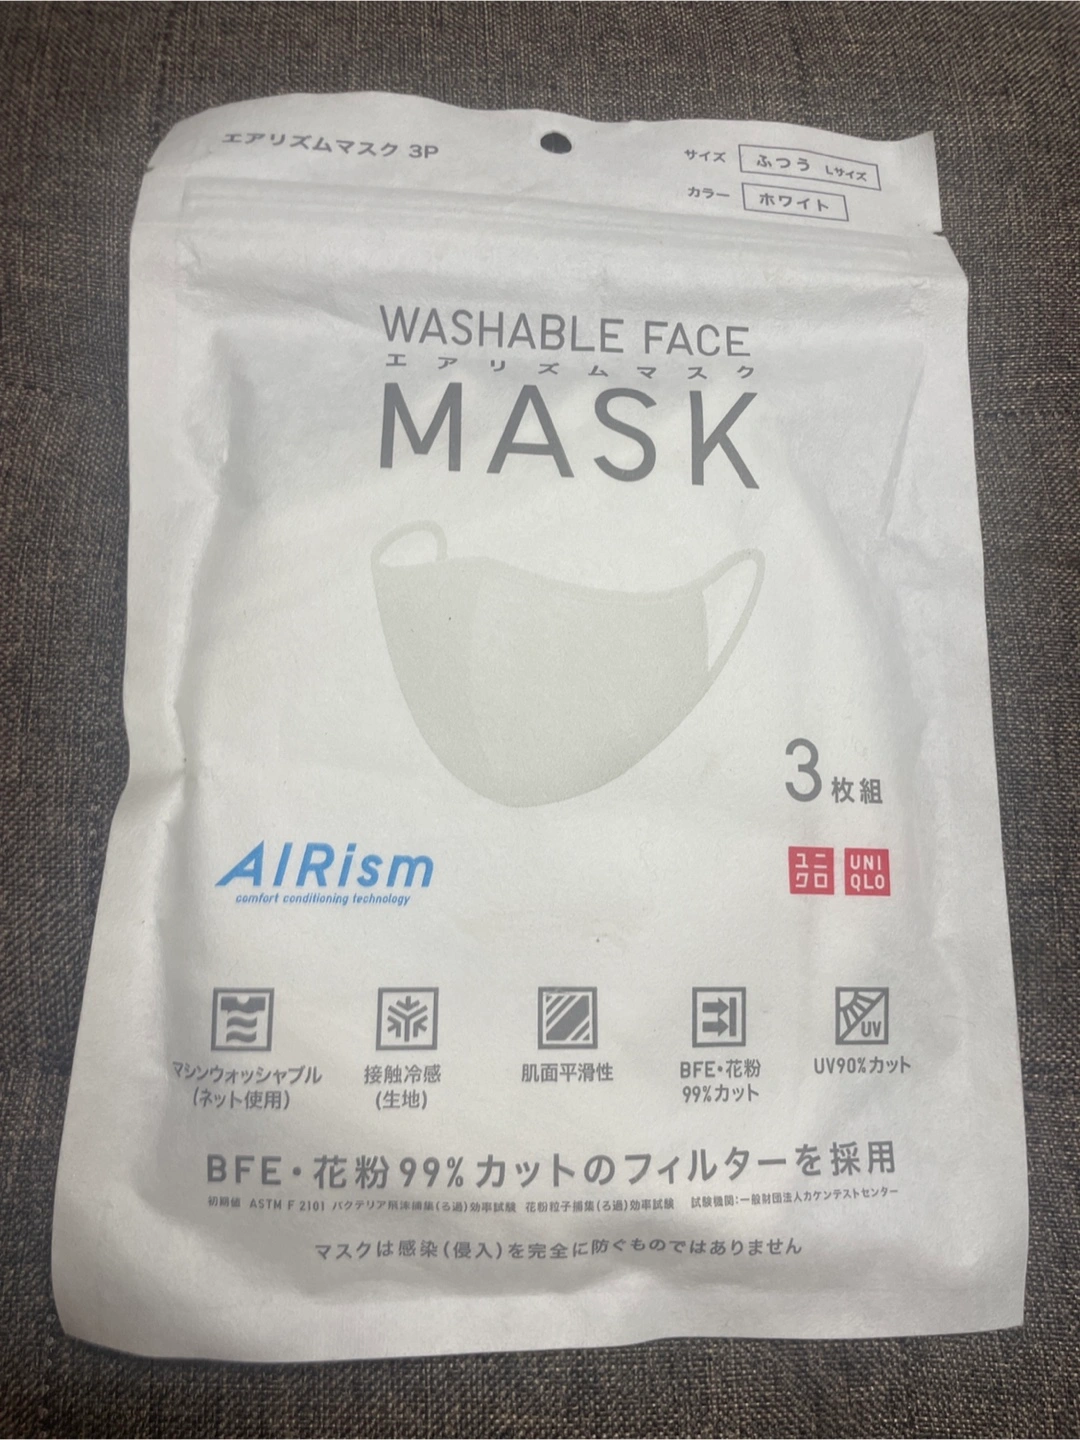 エアリズムマスク 3P
サイズ ふつう Lサイズ
カラー ホワイト
WASHABLE FACE
エアリズムマスク
MASK
3枚組
AIRism
comfort conditioning technology
ユニ
クロ
UNI
QLO
マシンウォッシャブル
(ネット使用)
接触冷感
(生地)
肌面平滑性
BFE・花粉
99%カット
UV
UV90%カット
BFE・花粉99%カットのフィルターを採用
初期値 ASTM F 2101 バクテリア飛沫捕集(ろ過)効率試験 花粉粒子捕集(ろ過)効率試験 試験機関:一般財団法人カケンテストセンター
マスクは感染(侵入)を完全に防ぐものではありません